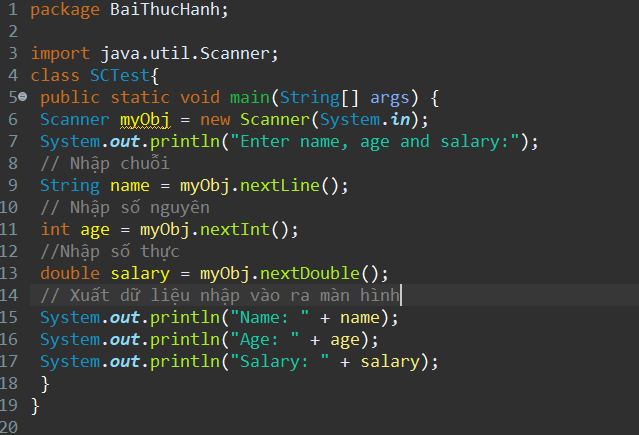 1 package BaiThucHanh;
2
3 import java.util.Scanner;
4 class SCTest{
5 public static void main(String[] args) {
6 Scanner myObj = new Scanner(System.in);
7 System.out.println("Enter name, age and salary:");
8 // Nhập chuỗi
9 String name = myObj.nextLine();
10 // Nhập số nguyên
11 int age = myObj.nextInt();
12 //Nhập số thực
13 double salary = myObj.nextDouble();
14 // Xuất dữ liệu nhập vào ra màn hình
15 System.out.println("Name: " + name);
16 System.out.println("Age: " + age);
17 System.out.println("Salary: " + salary);
18 }
19 }
20